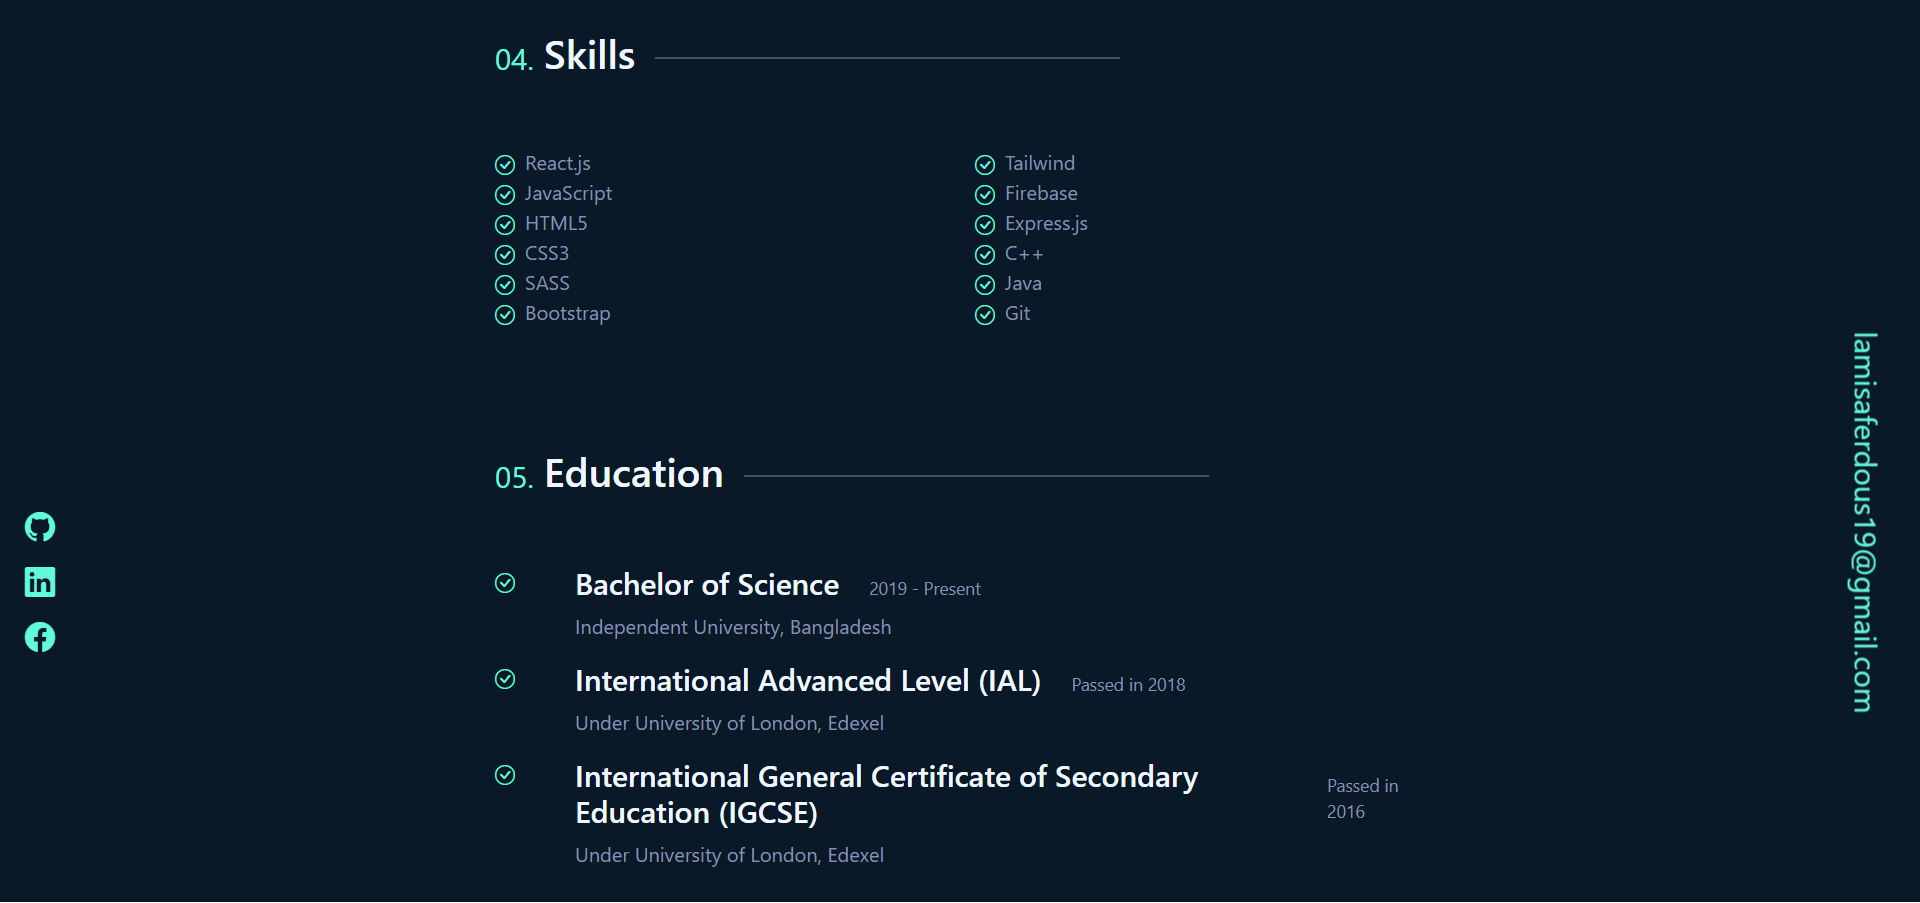 04. Skills
React.js
JavaScript
HTML5
CSS3
SASS
Bootstrap
Tailwind
Firebase
Express.js
C++
Java
Git
05. Education
Bachelor of Science 2019 - Present
Independent University, Bangladesh
International Advanced Level (IAL) Passed in 2018
Under University of London, Edexel
International General Certificate of Secondary
Education (IGCSE)
Passed in
2016
Under University of London, Edexel
lamisaferdous19@gmail.com